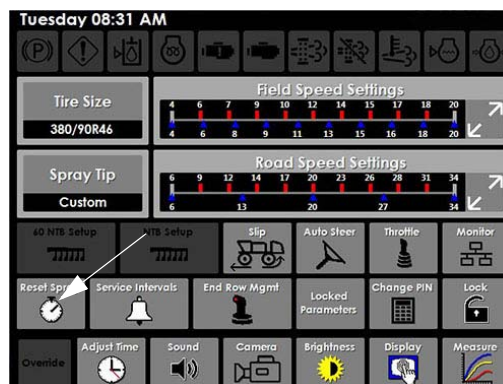 Tuesday 08:31 AM
(P)
Tire Size
380/90R46
Field Speed Settings
4 6 7 9 10 12 14 15 17 18 20
4 6 8 9 11 13 15 16 18 20
Spray Tip
Custom
Road Speed Settings
6 9 12 14 17 20 23 26 28 31 34
6 13 20 27 34
60 NTB Setup
NTB Setup
Slip
Auto Steer
Throttle
Monitor
Reset Spr
Service Intervals
End Row Mgmt
Locked
Parameters
Change PIN
Lock
Override
Adjust Time
Sound
Camera
Brightness
Display
Measure